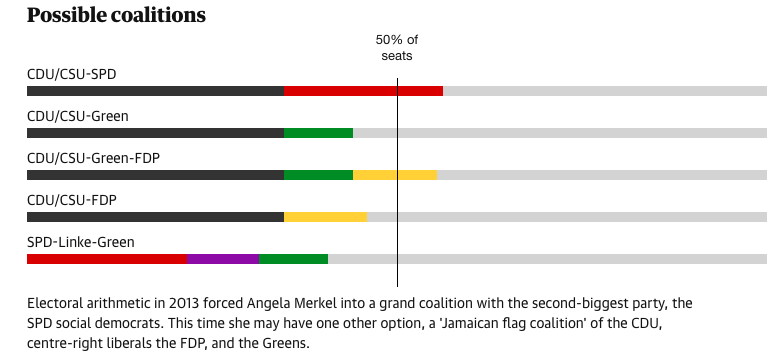 Possible coalitions
50% of
seats
CDU/CSU-SPD
CDU/CSU-Green
CDU/CSU-Green-FDP
CDU/CSU-FDP
SPD-Linke-Green
Electoral arithmetic in 2013 forced Angela Merkel into a grand coalition with the second-biggest party, the
SPD social democrats. This time she may have one other option, a 'Jamaican flag coalition' of the CDU,
centre-right liberals the FDP, and the Greens.